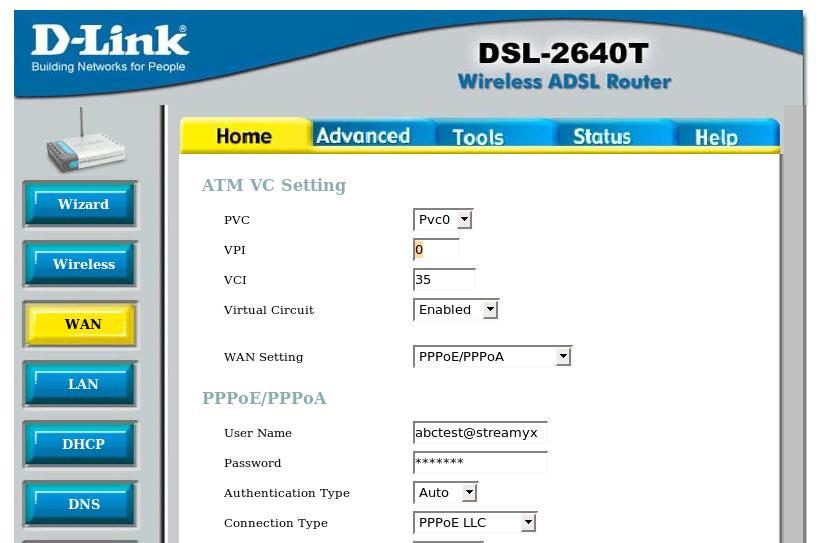 D-Link
Building Networks for People
DSL-2640T
Wireless ADSL Router
Home Advanced Tools Status Help
Wizard
Wireless
WAN
LAN
DHCP
DNS
ATM VC Setting
PVC Pvc0
VPI 0
VCI 35
Virtual Circuit Enabled
WAN Setting PPPoE/PPPoA
PPPoE/PPPoA
User Name abctest@streamyx
Password *******
Authentication Type Auto
Connection Type PPPoE LLC